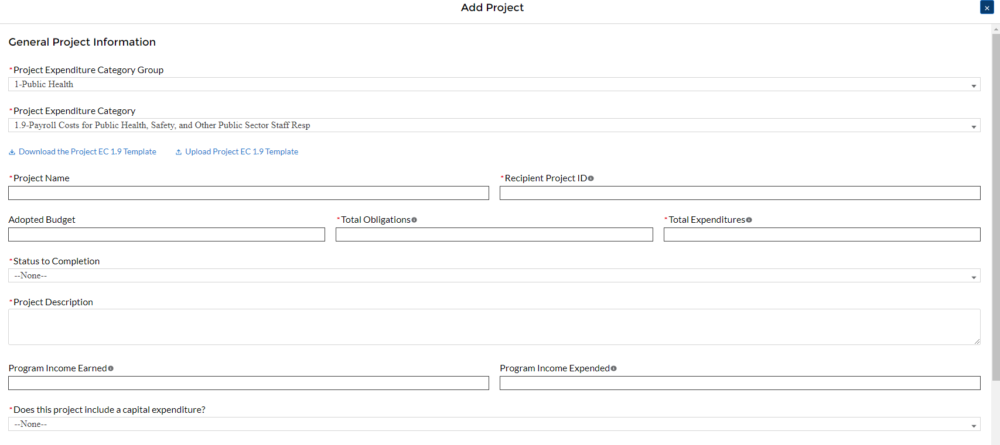 Add Project
×
General Project Information
*Project Expenditure Category Group
1-Public Health
*Project Expenditure Category
1.9-Payroll Costs for Public Health, Safety, and Other Public Sector Staff Resp
Download the Project EC 1.9 Template Upload Project EC 1.9 Template
*Project Name *Recipient Project ID
Adopted Budget *Total Obligations *Total Expenditures
*Status to Completion
--None--
*Project Description
Program Income Earned Program Income Expended
*Does this project include a capital expenditure?
--None--